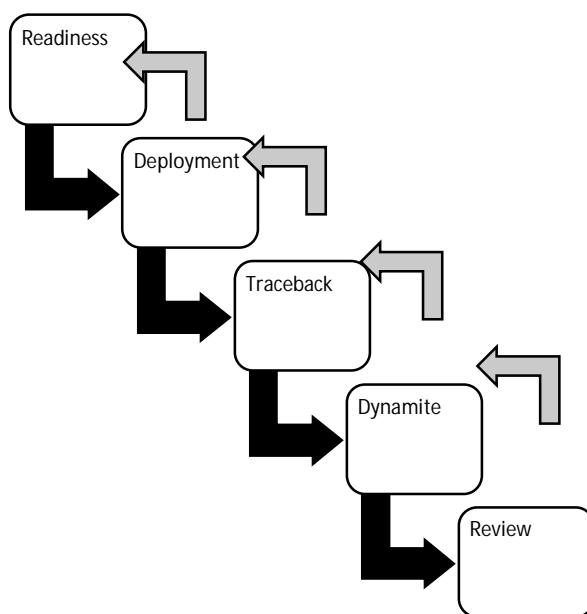 Readiness
Deployment
Traceback
Dynamite
Review